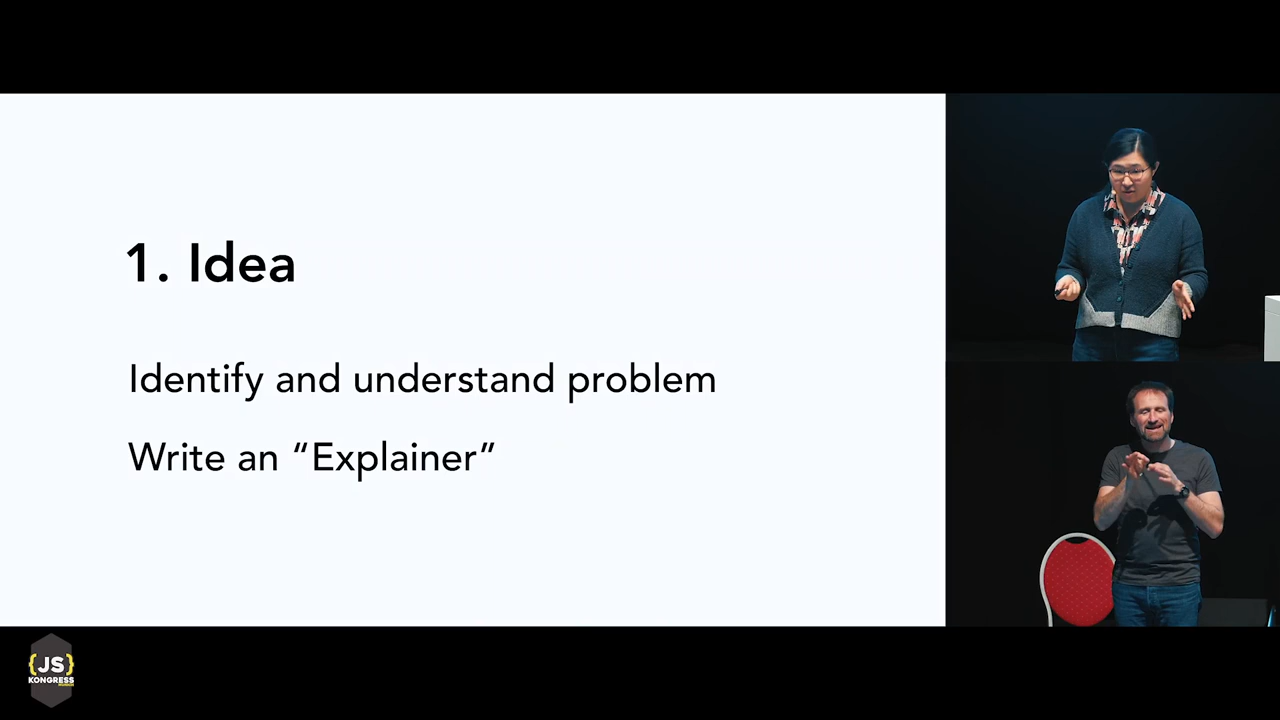 1. Idea
Identify and understand problem
Write an “Explainer”
{JS}
KONGRESS